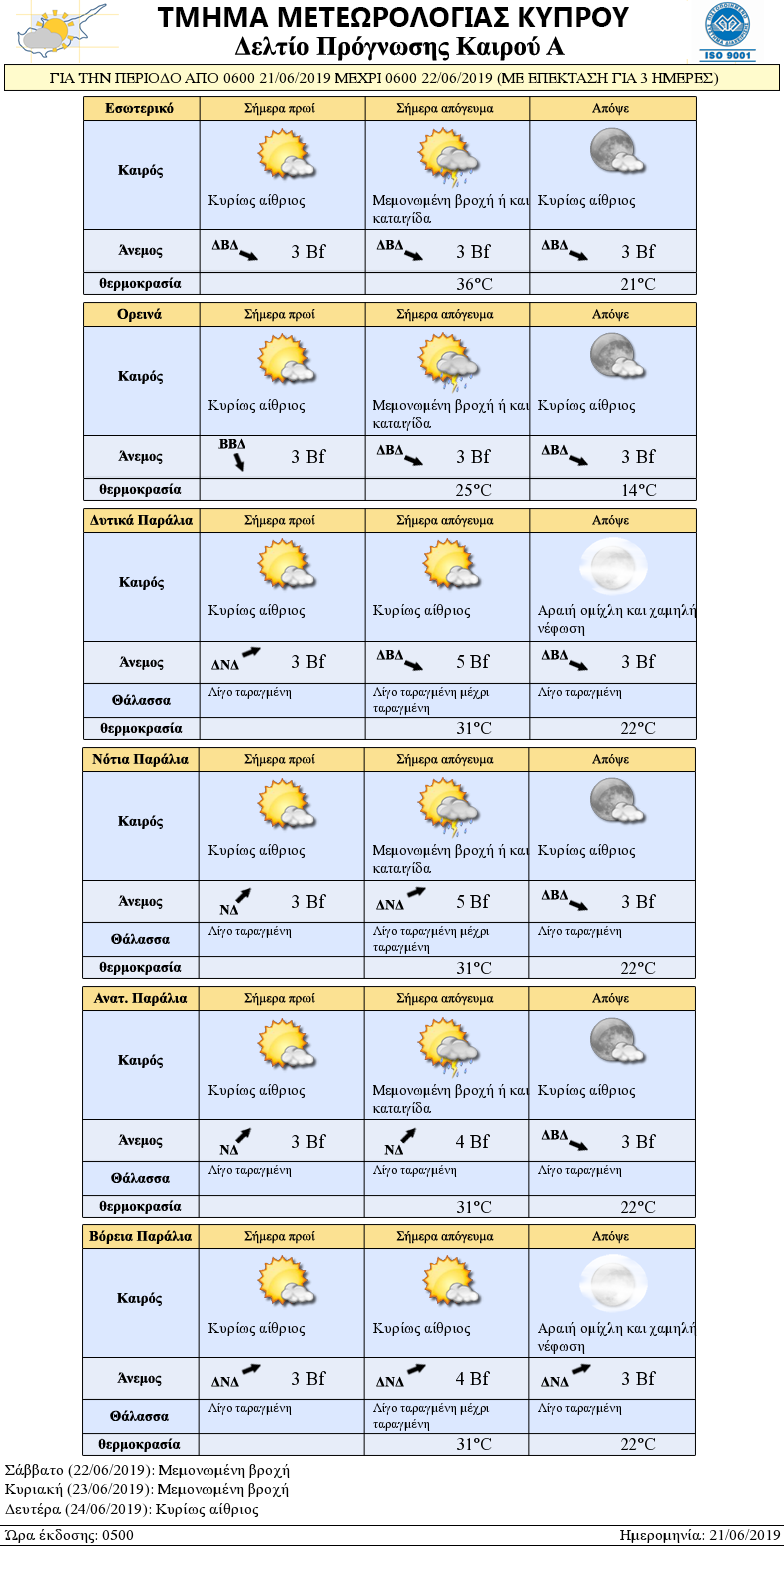 ΤΜΗΜΑ ΜΕΤΕΩΡΟΛΟΓΙΑΣ ΚΥΠΡΟΥ
Δελτίο Πρόγνωσης Καιρού Α
ISO 9001
ΓΙΑ ΤΗΝ ΠΕΡΙΟΔΟ ΑΠΟ 0600 21/06/2019 ΜΕΧΡΙ 0600 22/06/2019 (ΜΕ ΕΠΕΚΤΑΣΗ ΓΙΑ 3 ΗΜΕΡΕΣ)
Εσωτερικό Σήμερα πρωί Σήμερα απόγευμα Απόψε
Καιρός
Κυρίως αίθριος Μεμονωμένη βροχή ή και Κυρίως αίθριος
καταιγίδα
Άνεμος ΔΒΔ 3 Bf ΔΒΔ 3 Bf ΔΒΔ 3 Bf
θερμοκρασία 36°C 21°C
Ορεινά Σήμερα πρωί Σήμερα απόγευμα Απόψε
Καιρός
Κυρίως αίθριος Μεμονωμένη βροχή ή και Κυρίως αίθριος
καταιγίδα
Άνεμος ΒΒΔ 3 Bf ΔΒΔ 3 Bf ΔΒΔ 3 Bf
θερμοκρασία 25°C 14°C
Δυτικά Παράλια Σήμερα πρωί Σήμερα απόγευμα Απόψε
Καιρός
Κυρίως αίθριος Κυρίως αίθριος Αραιή ομίχλη και χαμηλή
νέφωση
Άνεμος ΔΝΔ 3 Bf ΔΒΔ 5 Bf ΔΒΔ 3 Bf
Θάλασσα Λίγο ταραγμένη Λίγο ταραγμένη μέχρι Λίγο ταραγμένη
ταραγμένη
θερμοκρασία 31°C 22°C
Νότια Παράλια Σήμερα πρωί Σήμερα απόγευμα Απόψε
Καιρός
Κυρίως αίθριος Μεμονωμένη βροχή ή και Κυρίως αίθριος
καταιγίδα
Άνεμος ΝΔ 3 Bf ΔΝΔ 5 Bf ΔΒΔ 3 Bf
Θάλασσα Λίγο ταραγμένη Λίγο ταραγμένη μέχρι Λίγο ταραγμένη
ταραγμένη
θερμοκρασία 31°C 22°C
Ανατ. Παράλια Σήμερα πρωί Σήμερα απόγευμα Απόψε
Καιρός
Κυρίως αίθριος Μεμονωμένη βροχή ή και Κυρίως αίθριος
καταιγίδα
Άνεμος ΝΔ 3 Bf ΝΔ 4 Bf ΔΒΔ 3 Bf
Θάλασσα Λίγο ταραγμένη Λίγο ταραγμένη Λίγο ταραγμένη
θερμοκρασία 31°C 22°C
Βόρεια Παράλια Σήμερα πρωί Σήμερα απόγευμα Απόψε
Καιρός
Κυρίως αίθριος Κυρίως αίθριος Αραιή ομίχλη και χαμηλή
νέφωση
Άνεμος ΔΝΔ 3 Bf ΔΝΔ 4 Bf ΔΝΔ 3 Bf
Θάλασσα Λίγο ταραγμένη Λίγο ταραγμένη μέχρι Λίγο ταραγμένη
ταραγμένη
θερμοκρασία 31°C 22°C
Σάββατο (22/06/2019): Μεμονωμένη βροχή
Κυριακή (23/06/2019): Μεμονωμένη βροχή
Δευτέρα (24/06/2019): Κυρίως αίθριος
Ώρα έκδοσης: 0500 Ημερομηνία: 21/06/2019